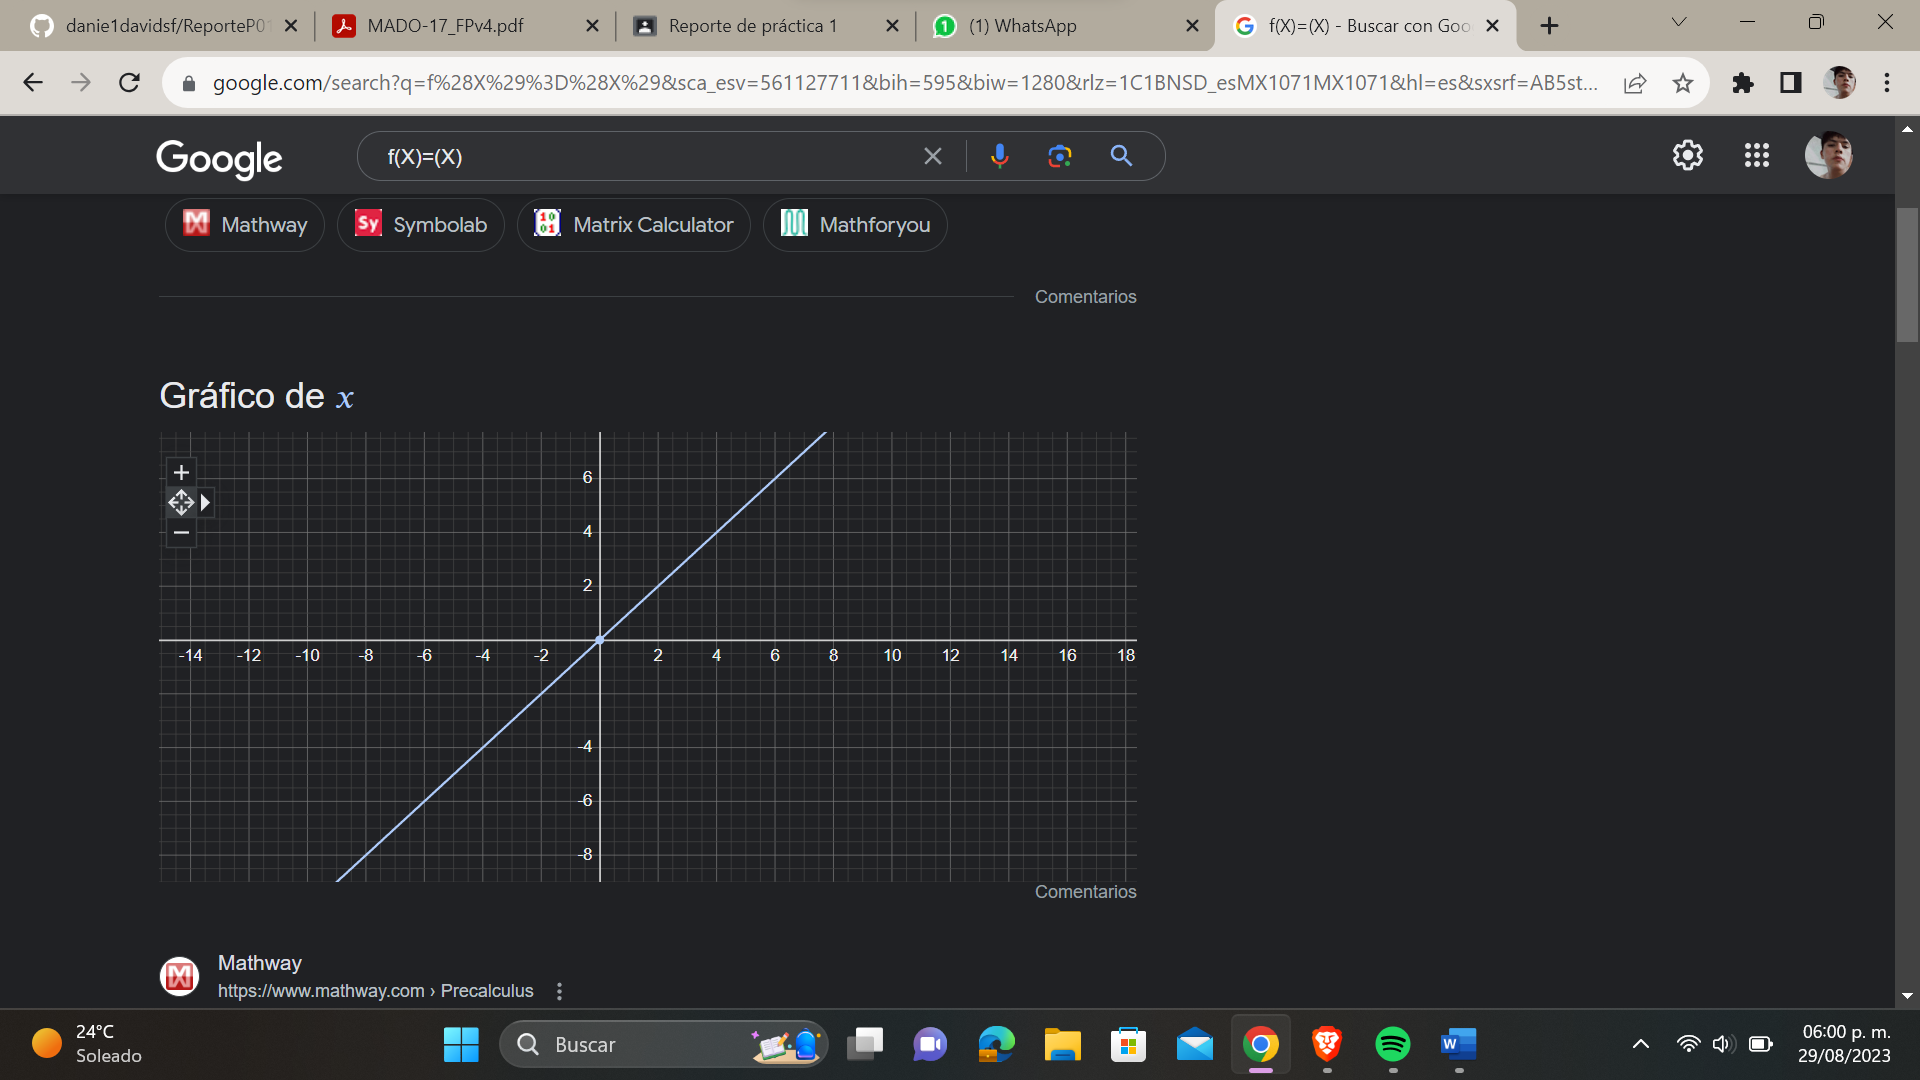 danie1davidsf/ReporteP01
MADO-17_FPv4.pdf
Reporte de práctica 1
(1) WhatsApp
f(X)=(X) - Buscar con Goo
google.com/search?q=f%28X%29%3D%28X%29&sca_esv=561127711&bih=595&biw=1280&rlz=1C1BNSD_esMX1071MX1071&hl=es&sxsrf=AB5st...
Google
f(X)=(X)
Mathway
Sy Symbolab
Matrix Calculator
Mathforyou
Comentarios
Gráfico de x
6
4
2
-14 -12 -10 -8 -6 -4 -2 2 4 6 8 10 12 14 16 18
-4
-6
-8
Comentarios
Mathway
https://www.mathway.com › Precalculus
24°C
Soleado
Buscar
06:00 p. m.
29/08/2023